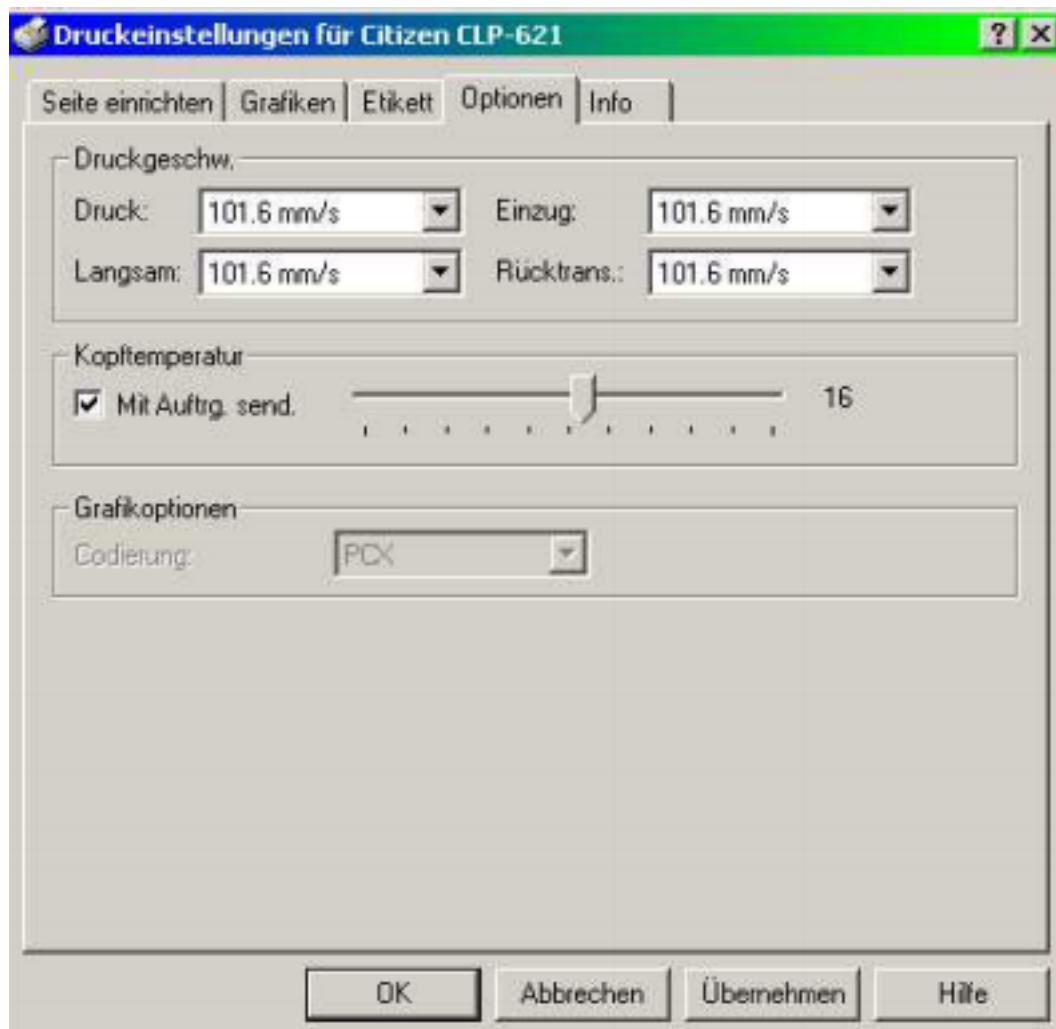 Druckeinstellungen für Citizen CLP-621
? X
Seite einrichten Grafiken Etikett Optionen Info
Druckgeschw.
Druck: 101.6 mm/s Einzug: 101.6 mm/s
Langsam: 101.6 mm/s Rücktrans.: 101.6 mm/s
Kopftemperatur
Mit Auftrg. send. 16
Grafikoptionen
Codierung: PCX
OK Abbrechen Übernehmen Hilfe